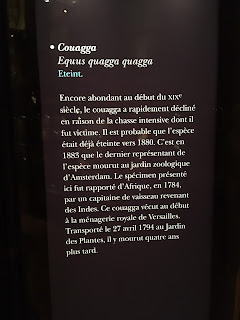 • Couagga
Equus quagga quagga
Éteint.
Encore abondant au début du XIXe
siècle, le couagga a rapidement décliné
en raison de la chasse intensive dont il
fut victime. Il est probable que l'espèce
était déjà éteinte vers 1880. C'est en
1883 que le dernier représentant de
l'espèce mourut au jardin zoologique
d'Amsterdam. Le spécimen présenté
ici fut rapporté d'Afrique, en 1784,
par un capitaine de vaisseau revenant
des Indes. Ce couagga vécut au début
à la ménagerie royale de Versailles.
Transporté le 27 avril 1794 au Jardin
des Plantes, il y mourut quatre ans
plus tard.